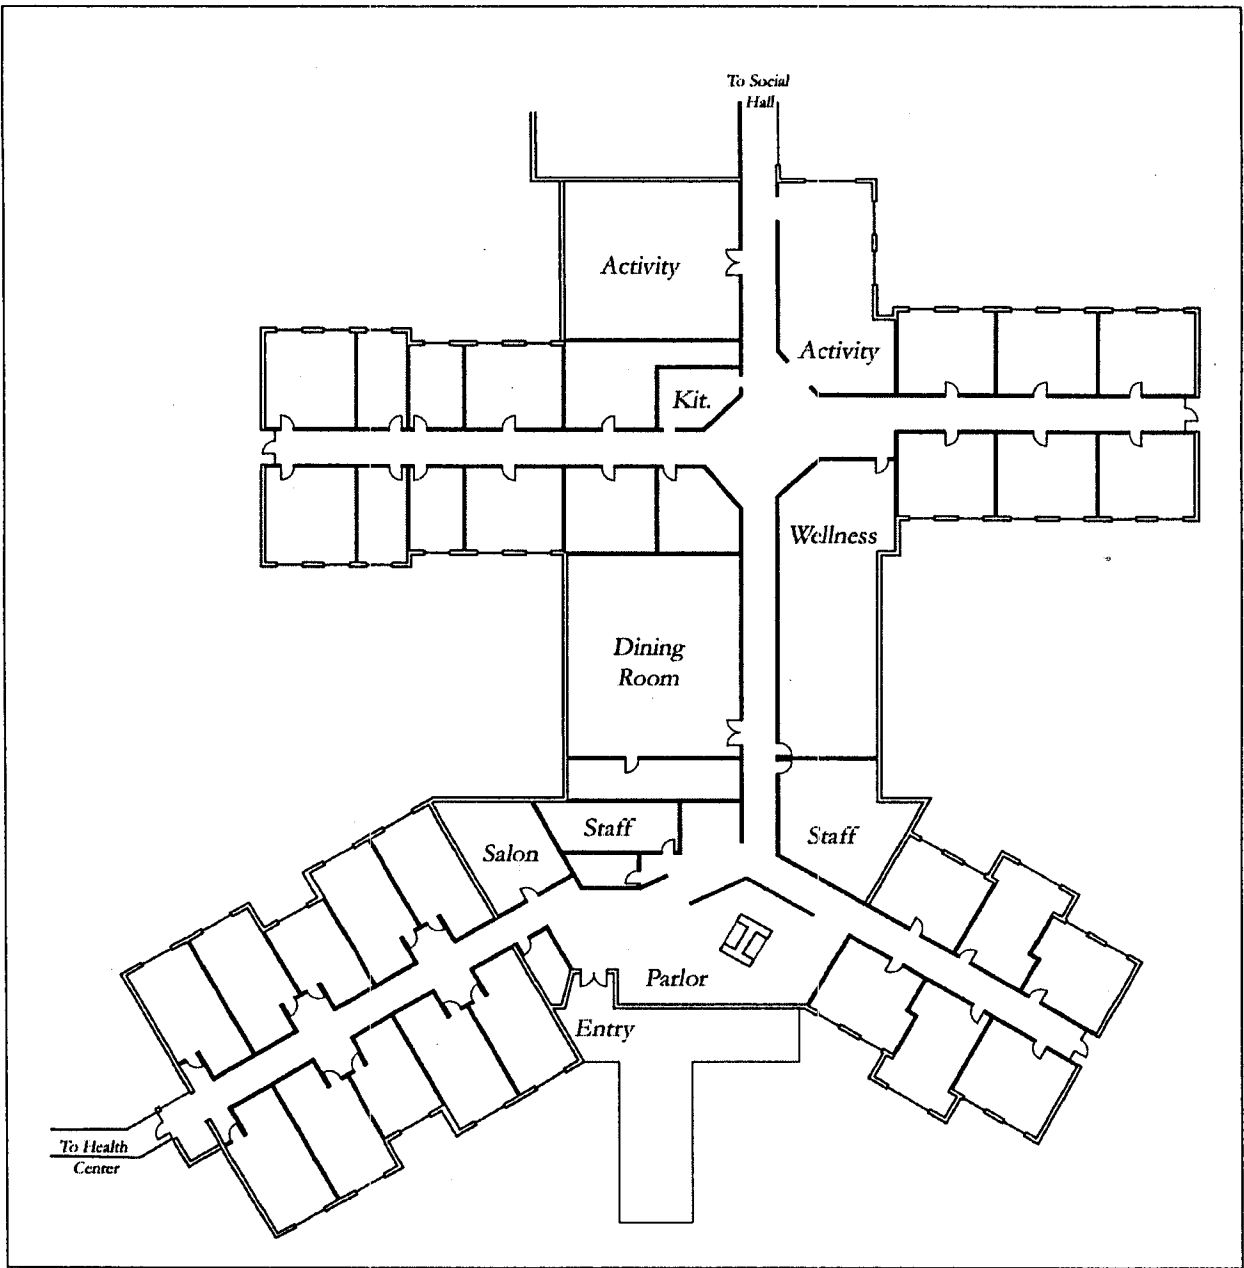 To Social
Hall
Activity
Activity
Kit.
Wellness
Dining
Room
Staff
Staff
Salon
Parlor
Entry
To Health
Center